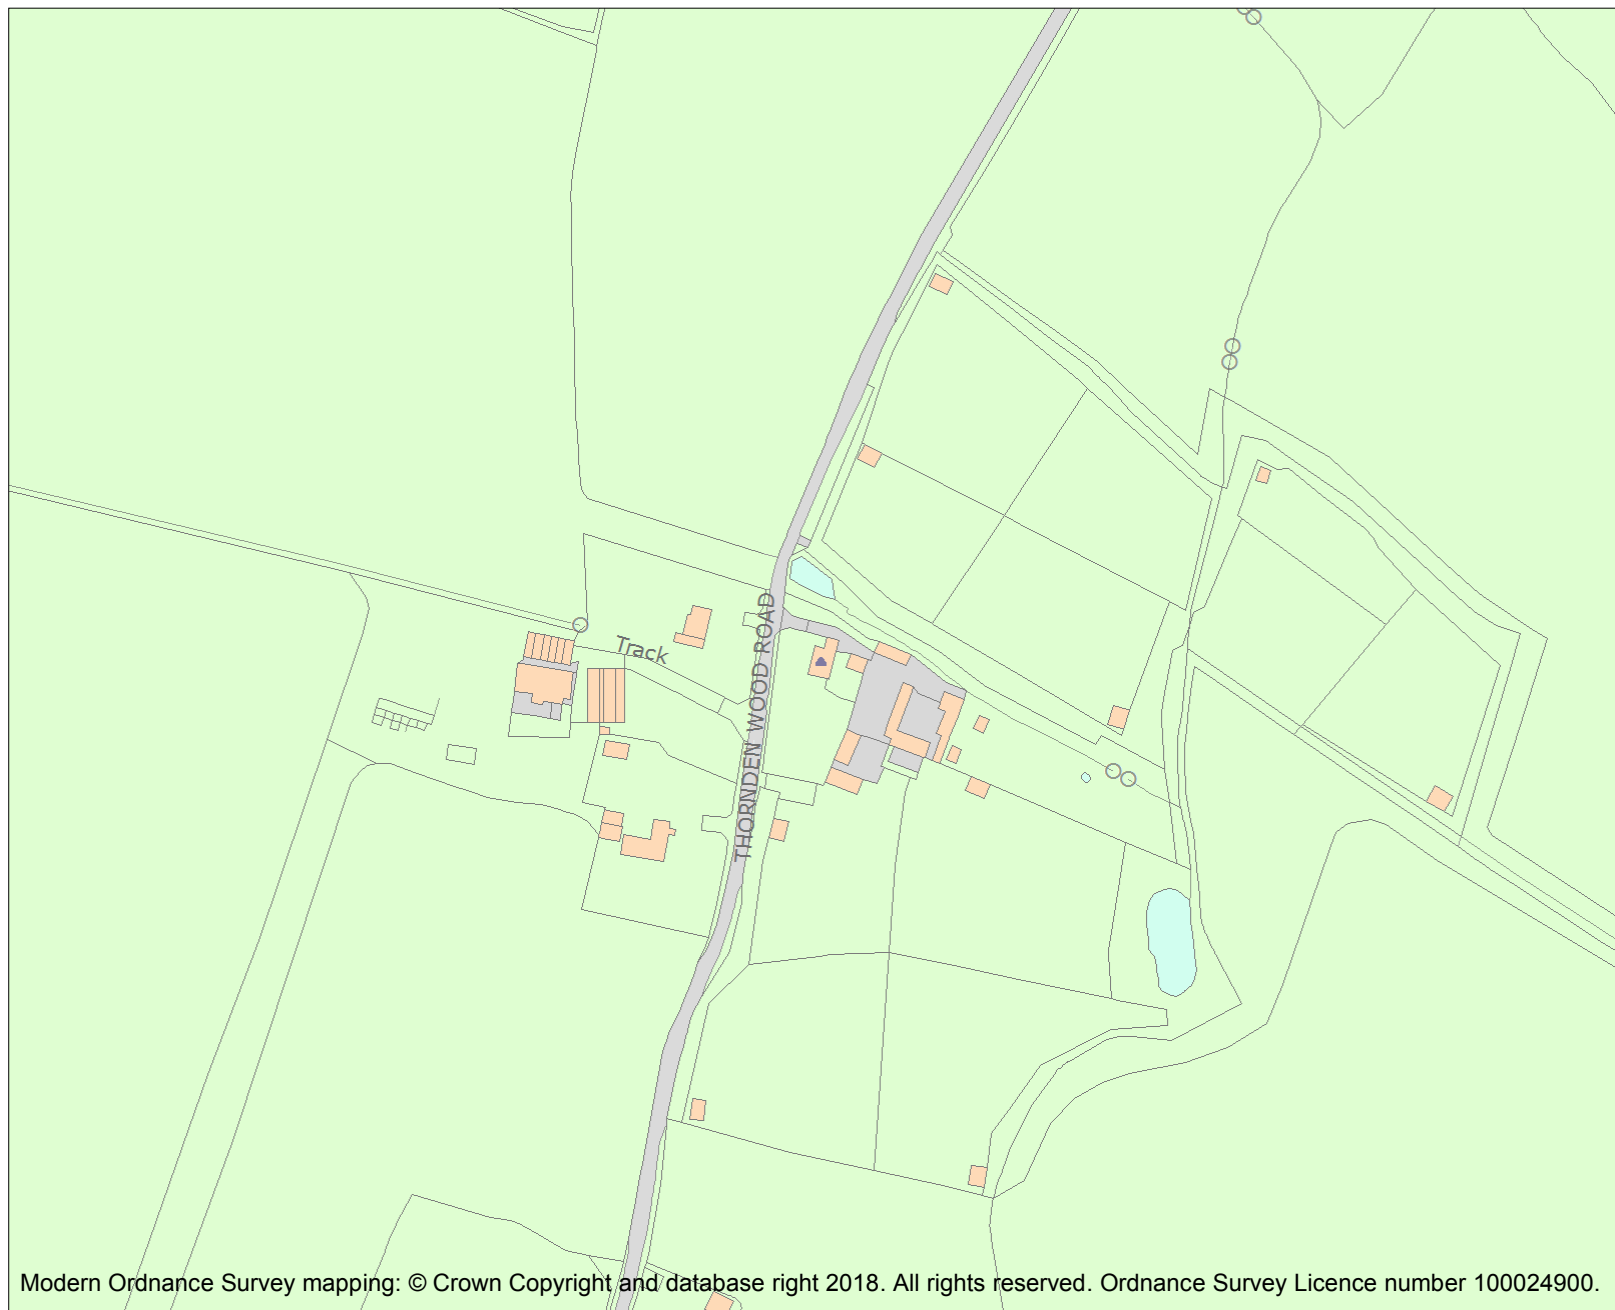 Track
THORNDEN WOOD ROAD
Modern Ordnance Survey mapping: © Crown Copyright and database right 2018. All rights reserved. Ordnance Survey Licence number 100024900.